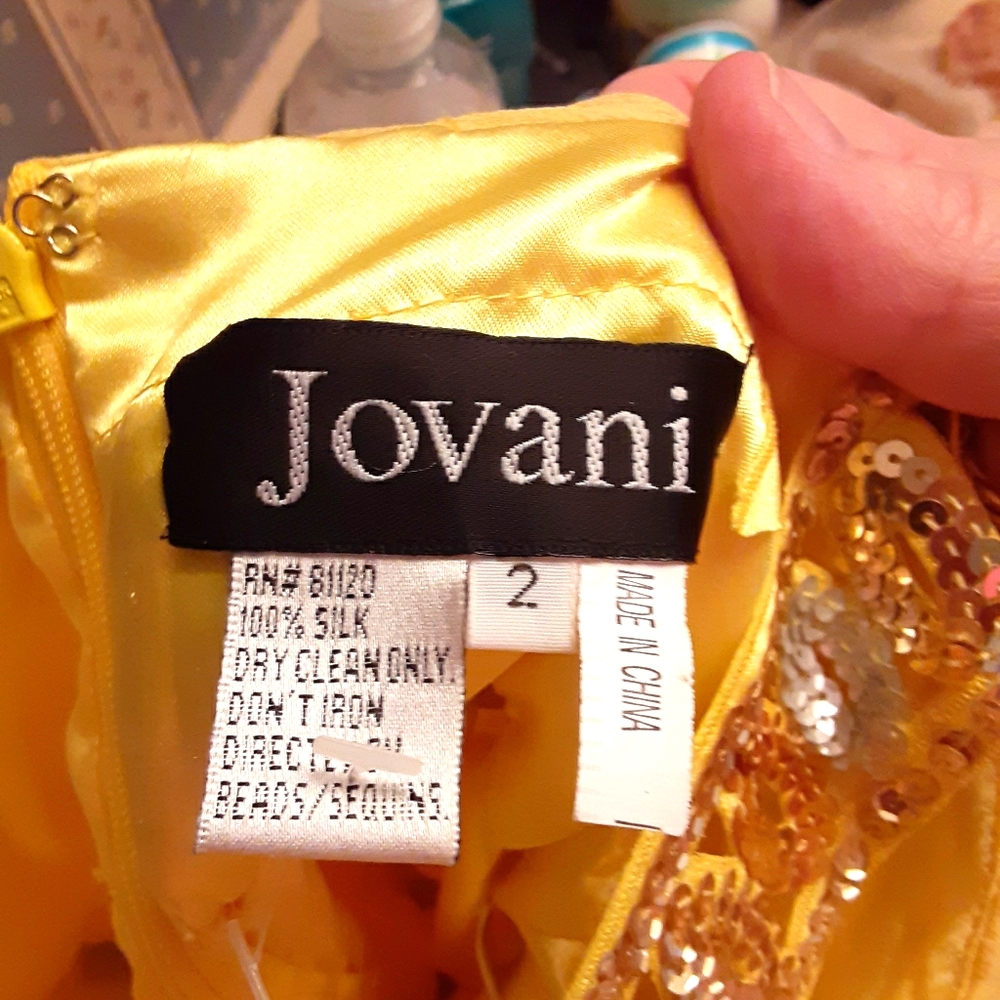 Jovani
RN# 81120
100% SILK
DRY CLEAN ONLY.
DON'T IRON
BEADS/SEQUINS.
2
MADE IN CHINA